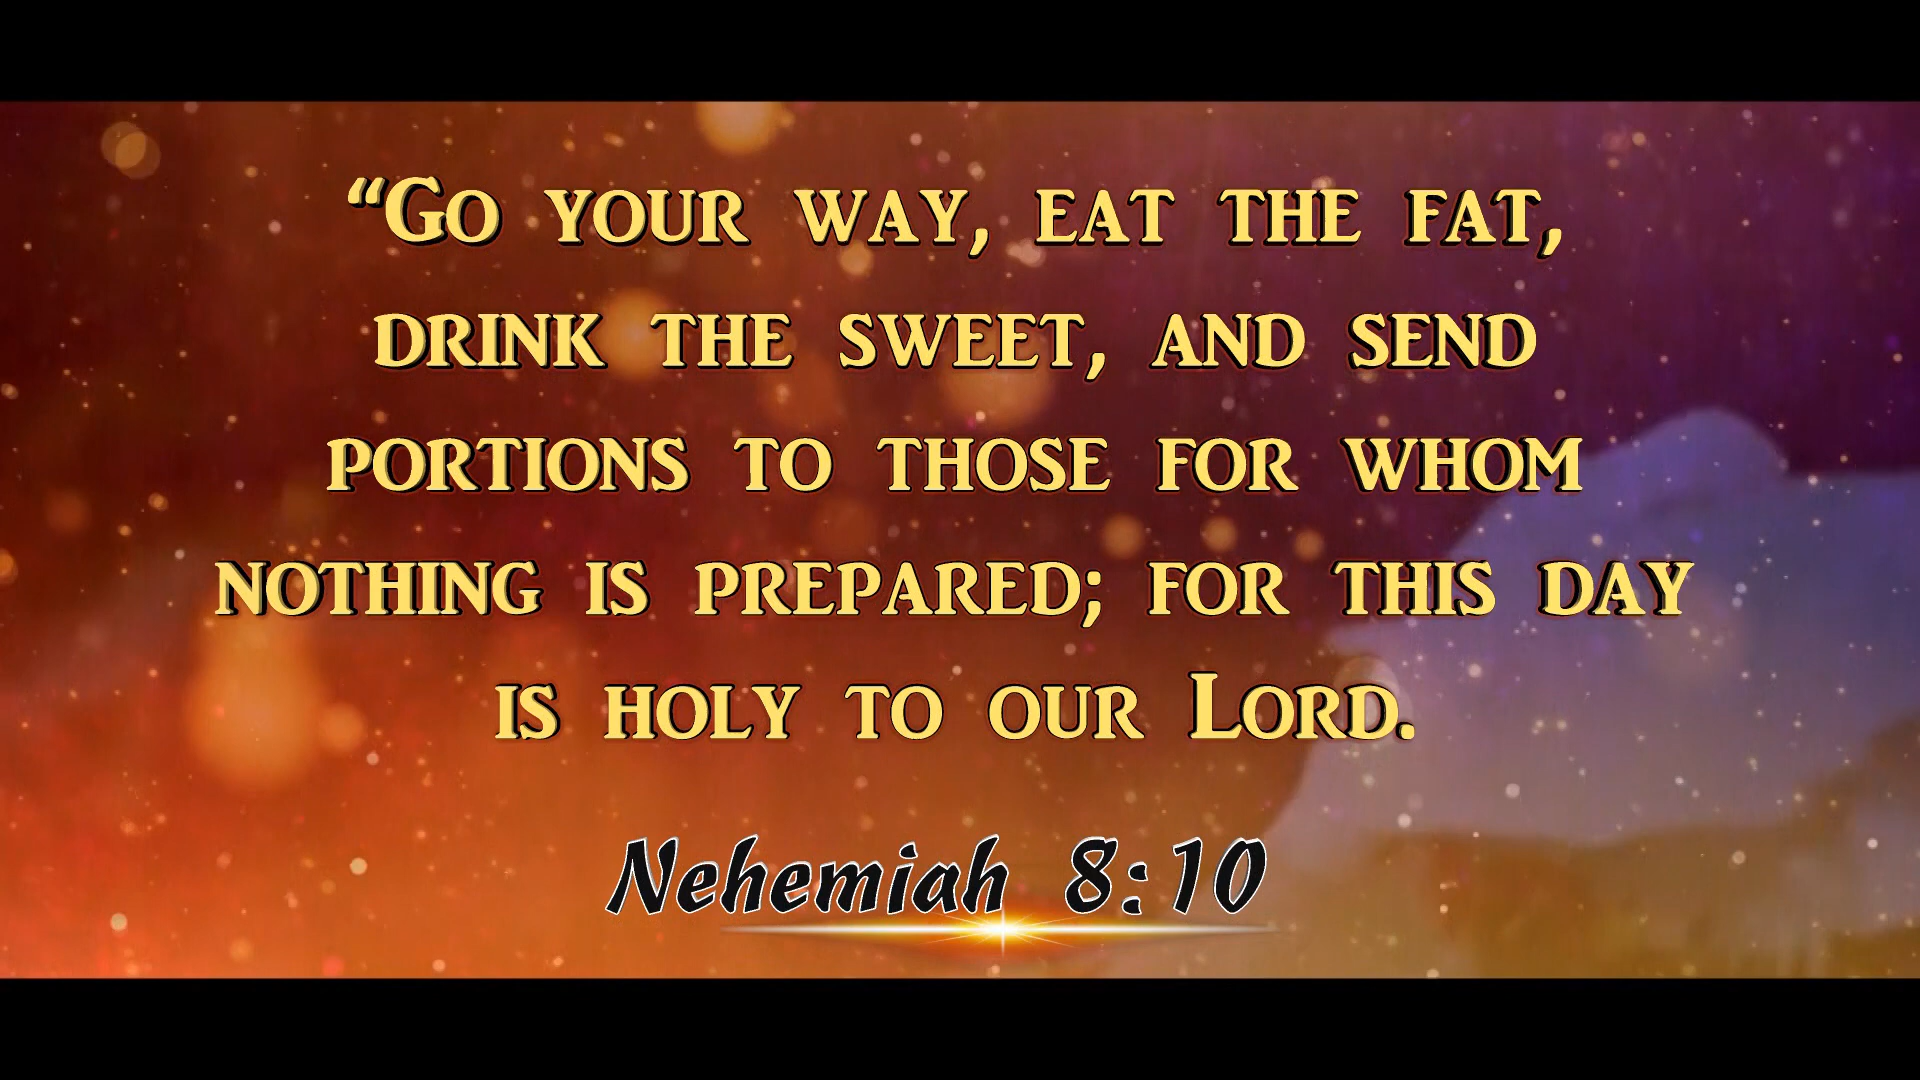 “Go your way, eat the fat,
drink the sweet, and send
portions to those for whom
nothing is prepared; for this day
is holy to our Lord.
Nehemiah 8:10